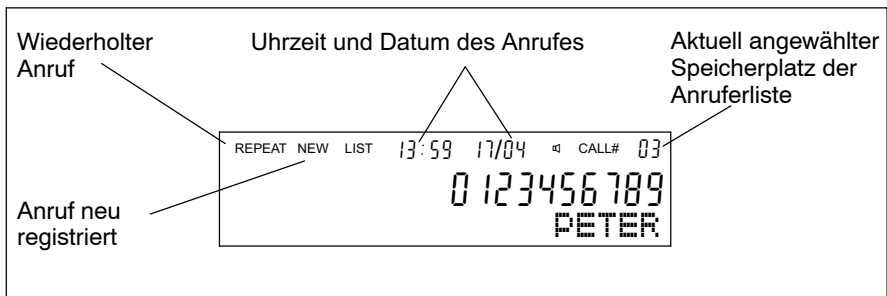 Wiederholter
Anruf
Uhrzeit und Datum des Anrufes
Aktuell angewählter
Speicherplatz der
Anruferliste
REPEAT NEW LIST 13:59 17/04 CALL# 03
0123456789
PETER
Anruf neu
registriert